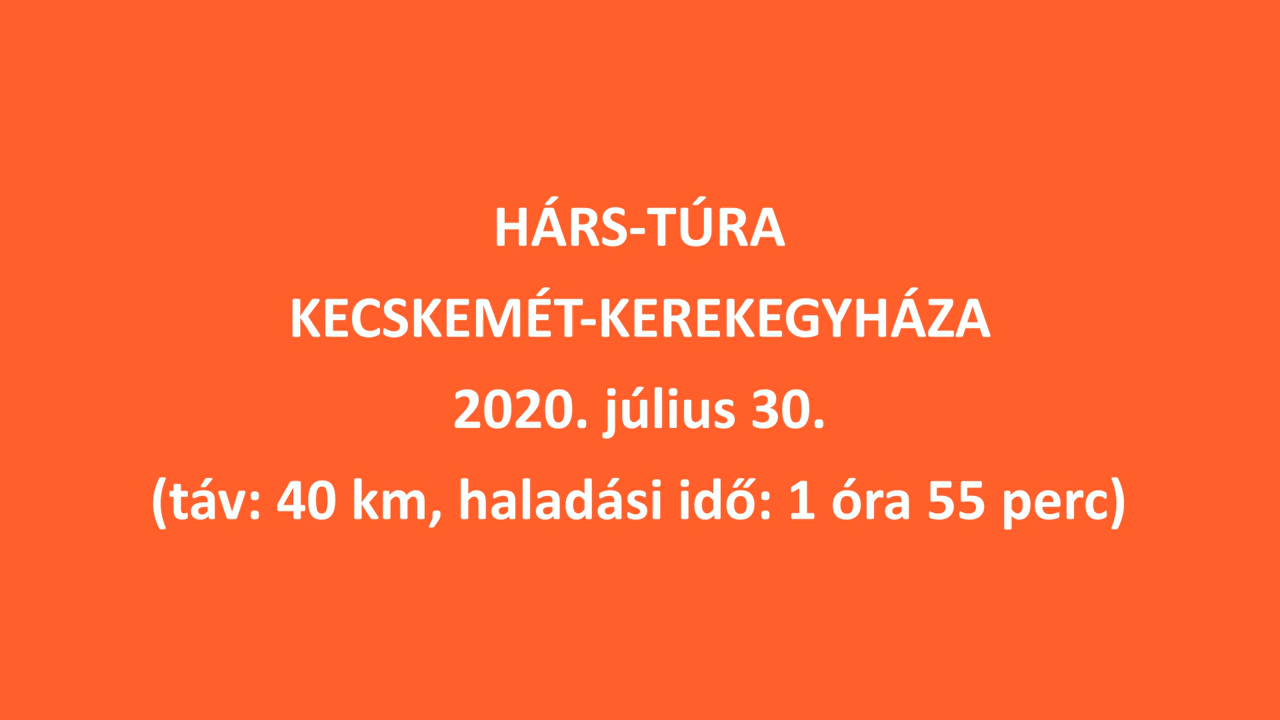 HÁRS-TÚRA
KECSKEMÉT-KEREKEGYHÁZA
2020. július 30.
(táv: 40 km, haladási idő: 1 óra 55 perc)